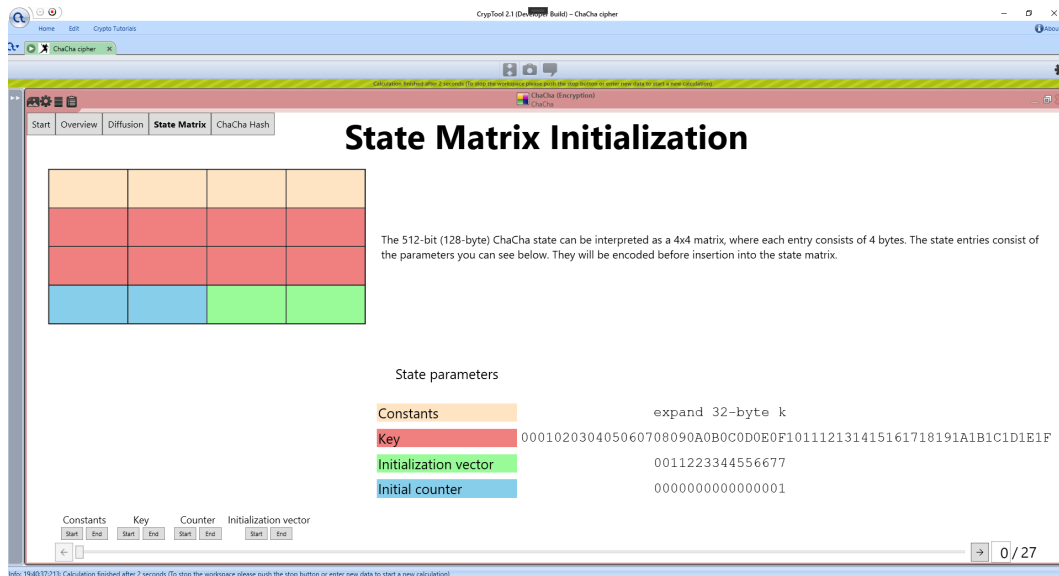 CrypTool 2.1 (Developer Build) – ChaCha cipher
Home Edit Crypto Tutorials
ChaCha cipher
Calculation finished after 2 seconds (To stop the workspace please push the stop button or enter new data to start a new calculation)
ChaCha (Encryption)
ChaCha
Start Overview Diffusion State Matrix ChaCha Hash
State Matrix Initialization
The 512-bit (128-byte) ChaCha state can be interpreted as a 4x4 matrix, where each entry consists of 4 bytes. The state entries consist of
the parameters you can see below. They will be encoded before insertion into the state matrix.
State parameters
Constants expand 32-byte k
Key 000102030405060708090A0B0C0D0E0F101112131415161718191A1B1C1D1E1F
Initialization vector 0011223344556677
Initial counter 0000000000000001
Constants Key Counter Initialization vector
Start End Start End Start End Start End
0 / 27
Info: 19:40:37:213: Calculation finished after 2 seconds (To stop the workspace please push the stop button or enter new data to start a new calculation)